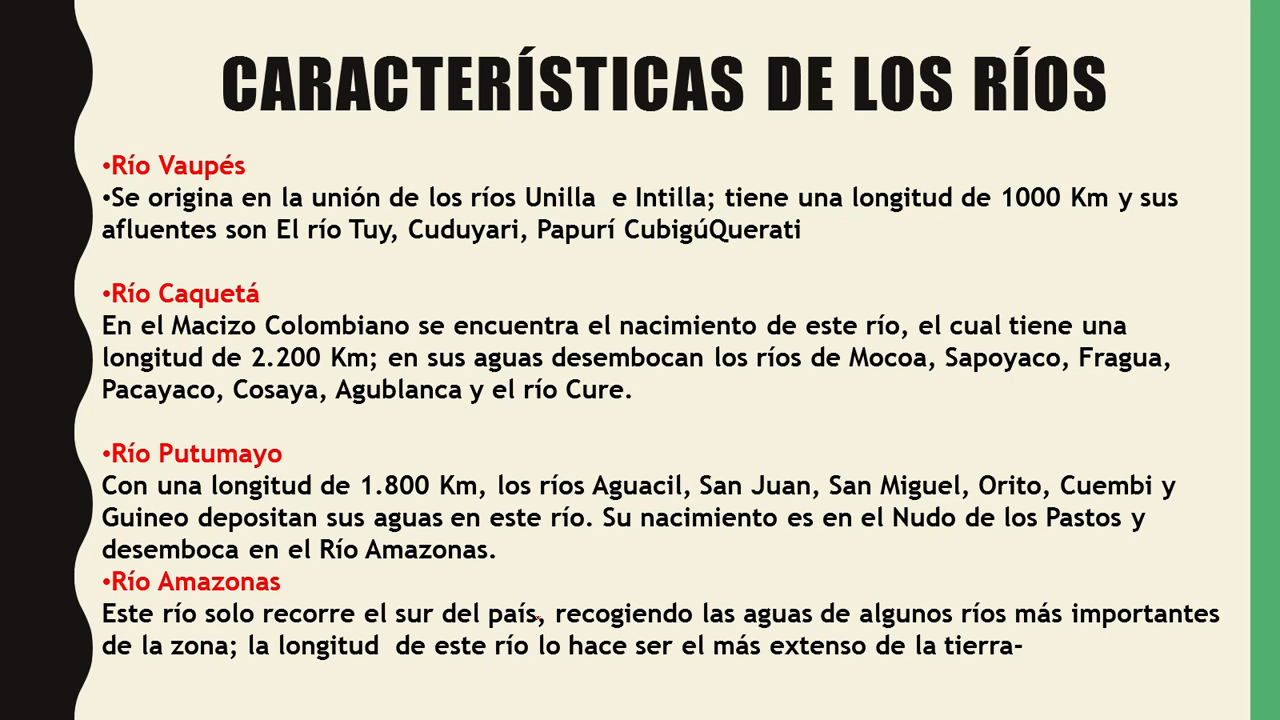 CARACTERÍSTICAS DE LOS RÍOS
•Río Vaupés
•Se origina en la unión de los ríos Unilla  e Intilla; tiene una longitud de 1000 Km y sus
afluentes son El río Tuy, Cuduyari, Papurí CubigúQuerati
•Río Caquetá
En el Macizo Colombiano se encuentra el nacimiento de este río, el cual tiene una
longitud de 2.200 Km; en sus aguas desembocan los ríos de Mocoa, Sapoyaco, Fragua,
Pacayaco, Cosaya, Agublanca y el río Cure.
•Río Putumayo
Con una longitud de 1.800 Km, los ríos Aguacil, San Juan, San Miguel, Orito, Cuembi y
Guineo depositan sus aguas en este río. Su nacimiento es en el Nudo de los Pastos y
desemboca en el Río Amazonas.
•Río Amazonas
Este río solo recorre el sur del país, recogiendo las aguas de algunos ríos más importantes
de la zona; la longitud  de este río lo hace ser el más extenso de la tierra-